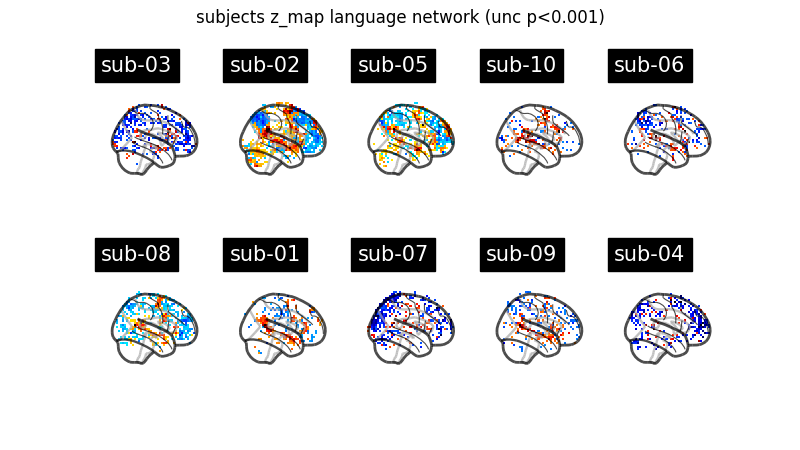 subjects z_map language network (unc p<0.001)
sub-03
sub-02
sub-05
sub-10
sub-06
sub-08
sub-01
sub-07
sub-09
sub-04